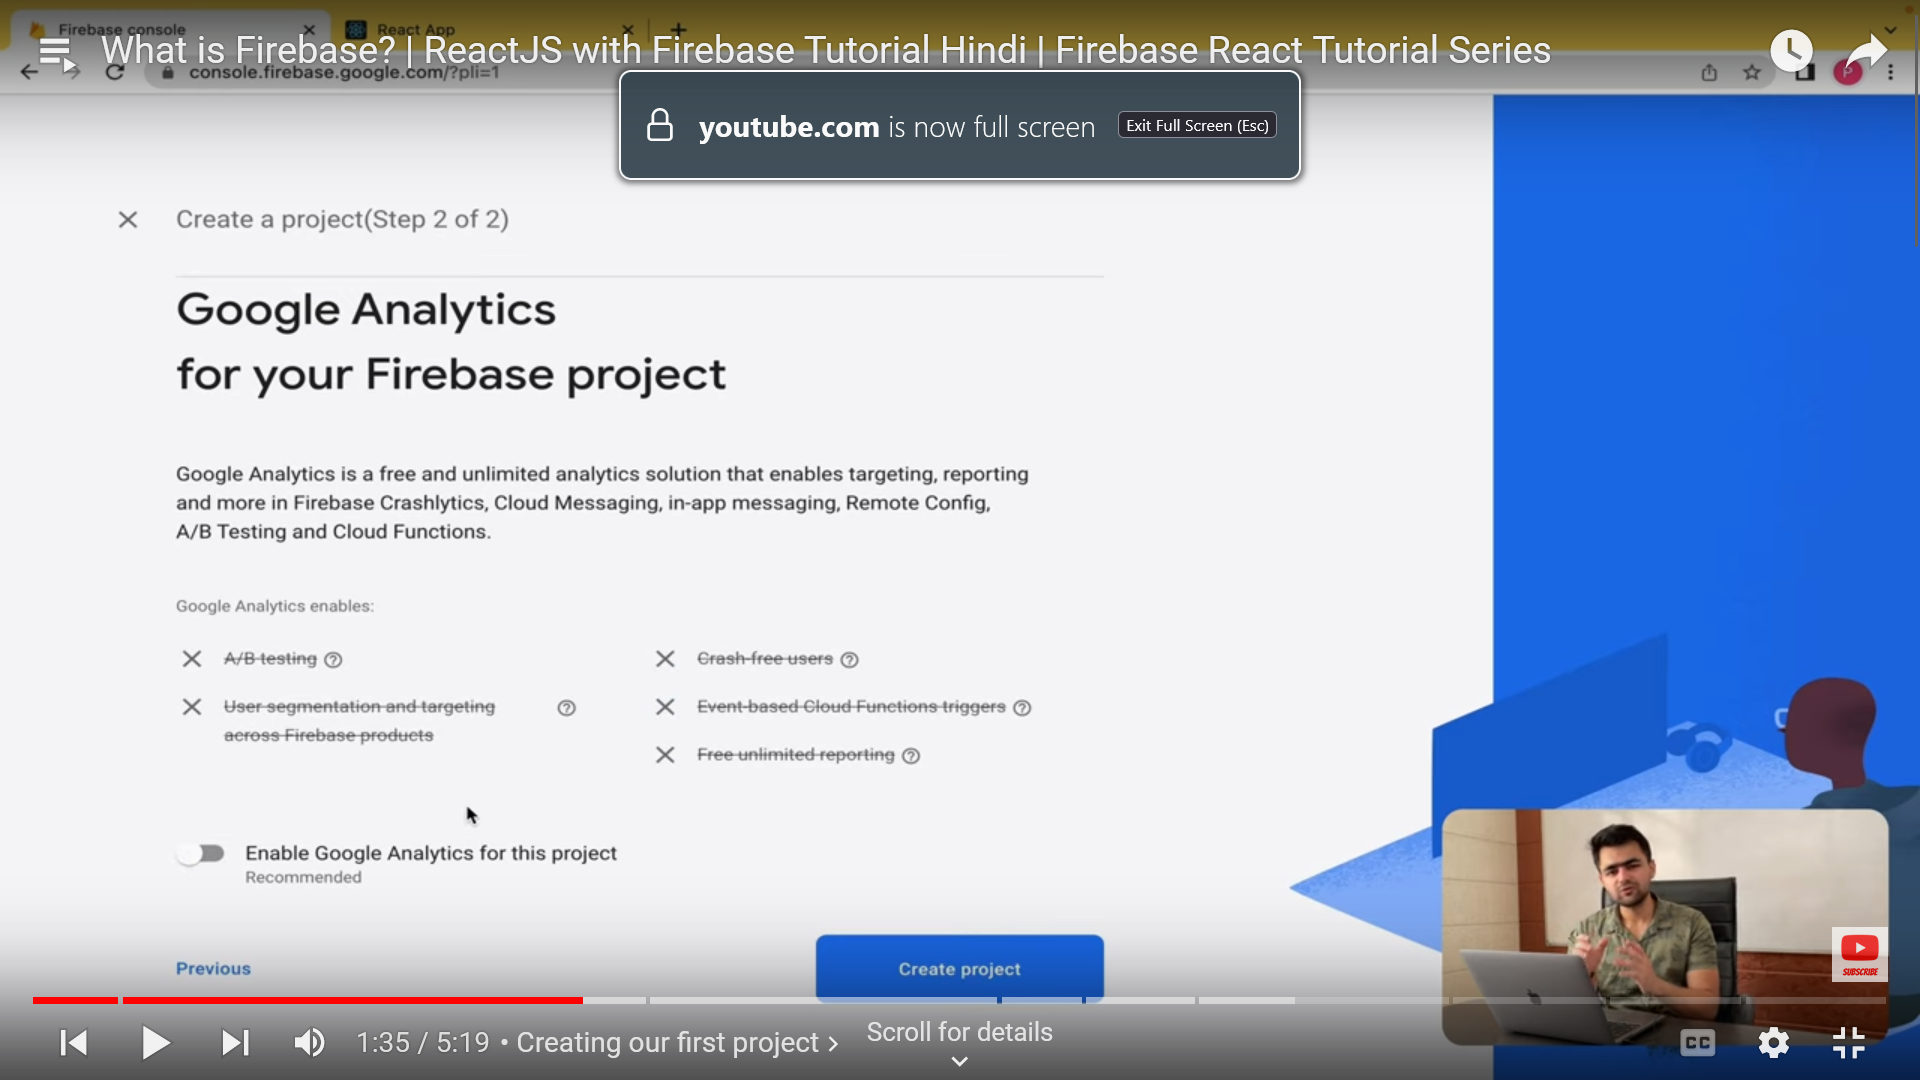 Firebase console
React App
What is Firebase? | ReactJS with Firebase Tutorial Hindi | Firebase React Tutorial Series
console.firebase.google.com/?pli=1
P
youtube.com is now full screen
Exit Full Screen (Esc)
Create a project(Step 2 of 2)
Google Analytics
for your Firebase project
Google Analytics is a free and unlimited analytics solution that enables targeting, reporting
and more in Firebase Crashlytics, Cloud Messaging, in-app messaging, Remote Config,
A/B Testing and Cloud Functions.
Google Analytics enables:
A/B testing
Crash-free users
User segmentation and targeting
across Firebase products
Event-based Cloud Functions triggers
Free unlimited reporting
Enable Google Analytics for this project
Recommended
Previous
Create project
SUBSCRIBE
1:35 / 5:19 • Creating our first project
Scroll for details
CC